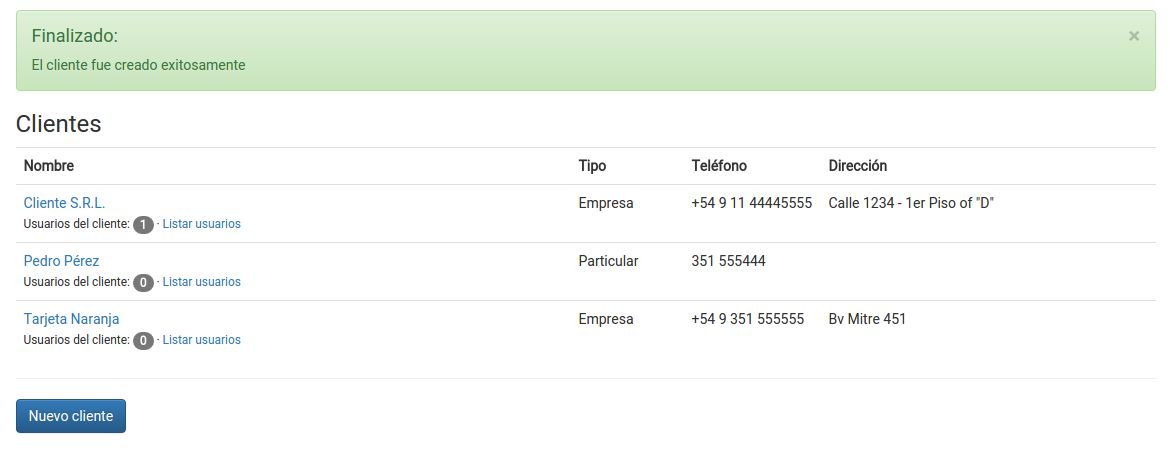 Finalizado:
×
El cliente fue creado exitosamente
Clientes
Nombre Tipo Teléfono Dirección
Cliente S.R.L. Empresa +54 9 11 44445555 Calle 1234 - 1er Piso of "D"
Usuarios del cliente: 1 · Listar usuarios
Pedro Pérez Particular 351 555444
Usuarios del cliente: 0 · Listar usuarios
Tarjeta Naranja Empresa +54 9 351 555555 Bv Mitre 451
Usuarios del cliente: 0 · Listar usuarios
Nuevo cliente